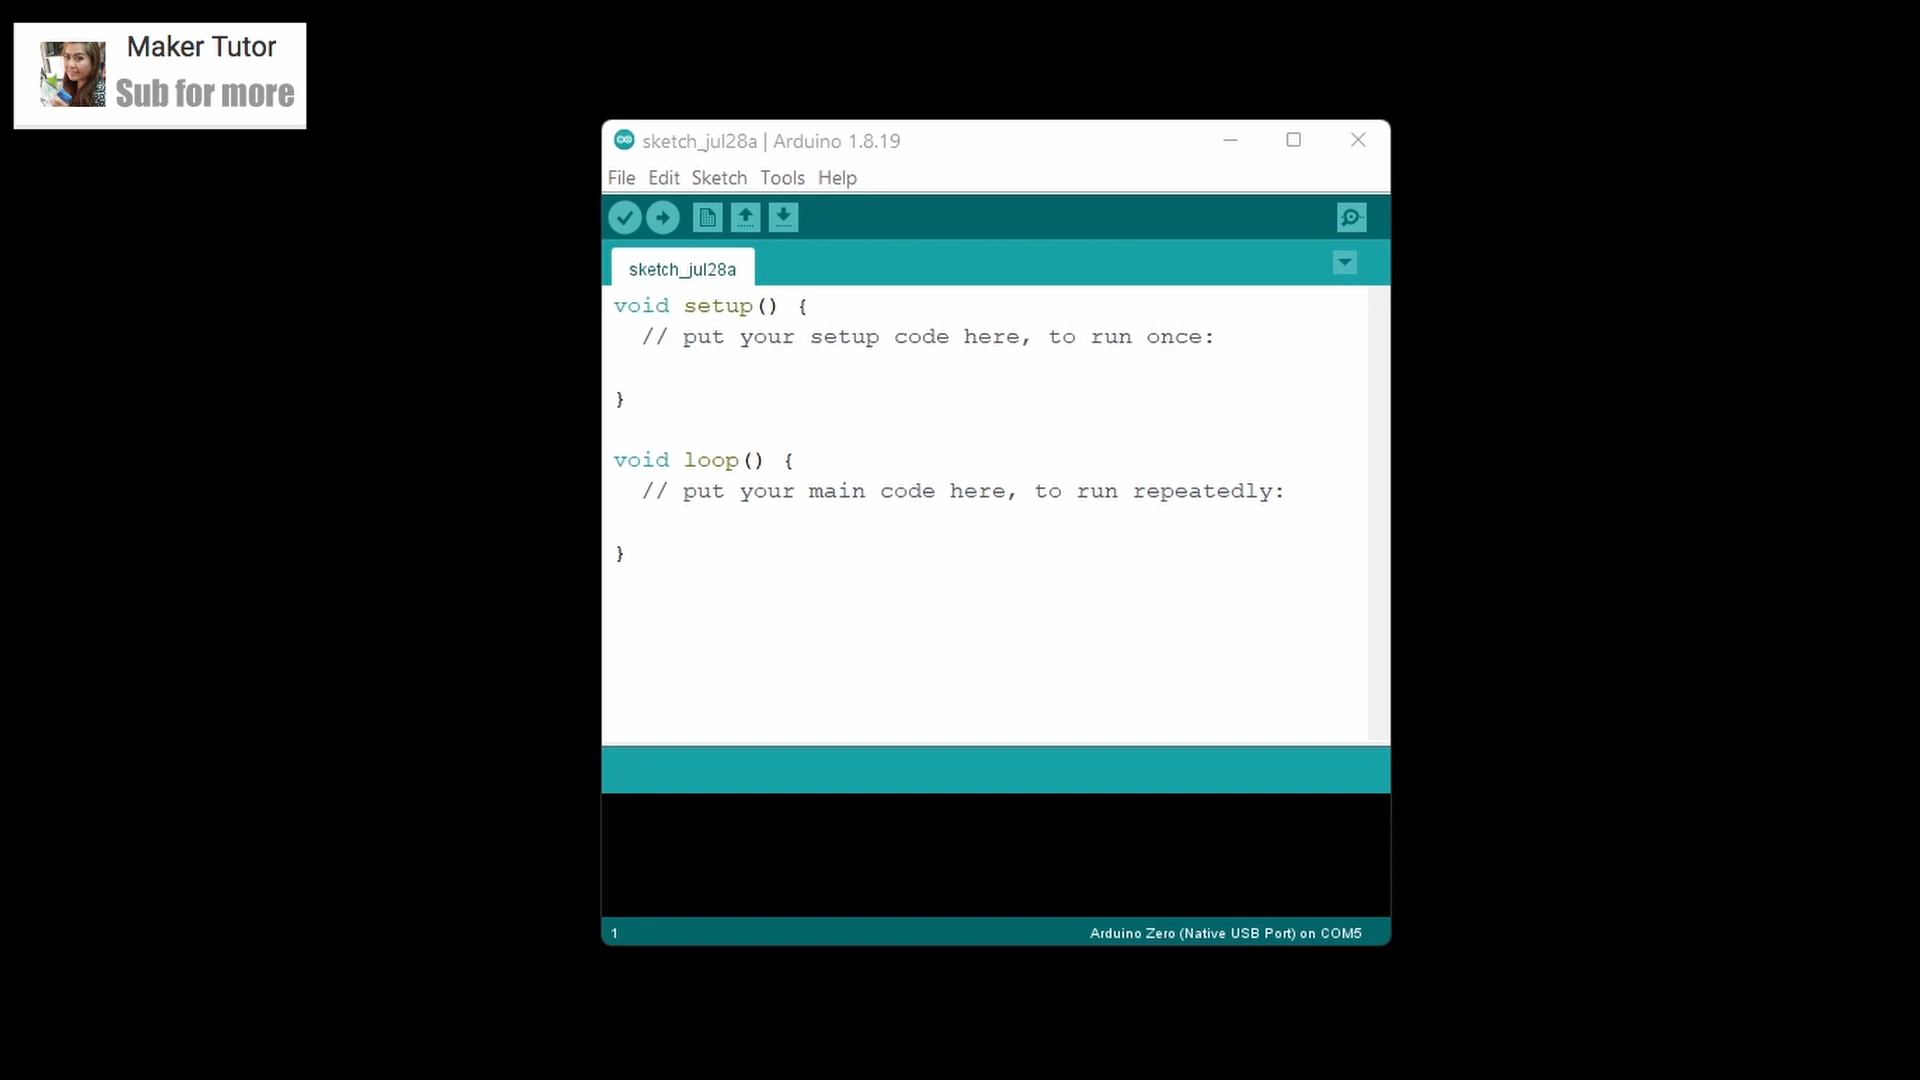 Maker Tutor
Sub for more
sketch_jul28a | Arduino 1.8.19
File Edit Sketch Tools Help
sketch_jul28a
void setup() {
  // put your setup code here, to run once:
}
void loop() {
  // put your main code here, to run repeatedly:
}
1
Arduino Zero (Native USB Port) on COM5